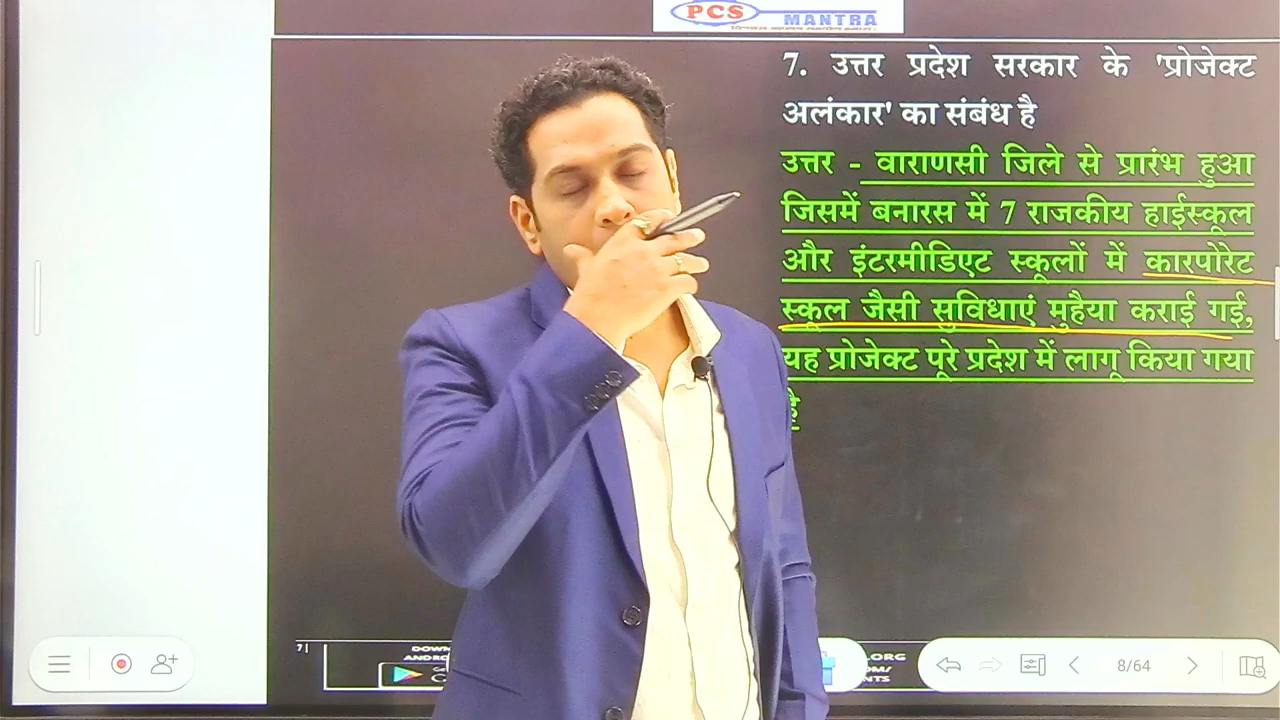 PCS
MANTRA
7. उत्तर प्रदेश सरकार के 'प्रोजेक्ट
अलंकार' का संबंध है
उत्तर - वाराणसी जिले से प्रारंभ हुआ
जिसमें बनारस में 7 राजकीय हाईस्कूल
और इंटरमीडिएट स्कूलों में कारपोरेट
स्कूल जैसी सुविधाएं मुहैया कराई गई,
यह प्रोजेक्ट पूरे प्रदेश में लागू किया गया
है
7|
8/64